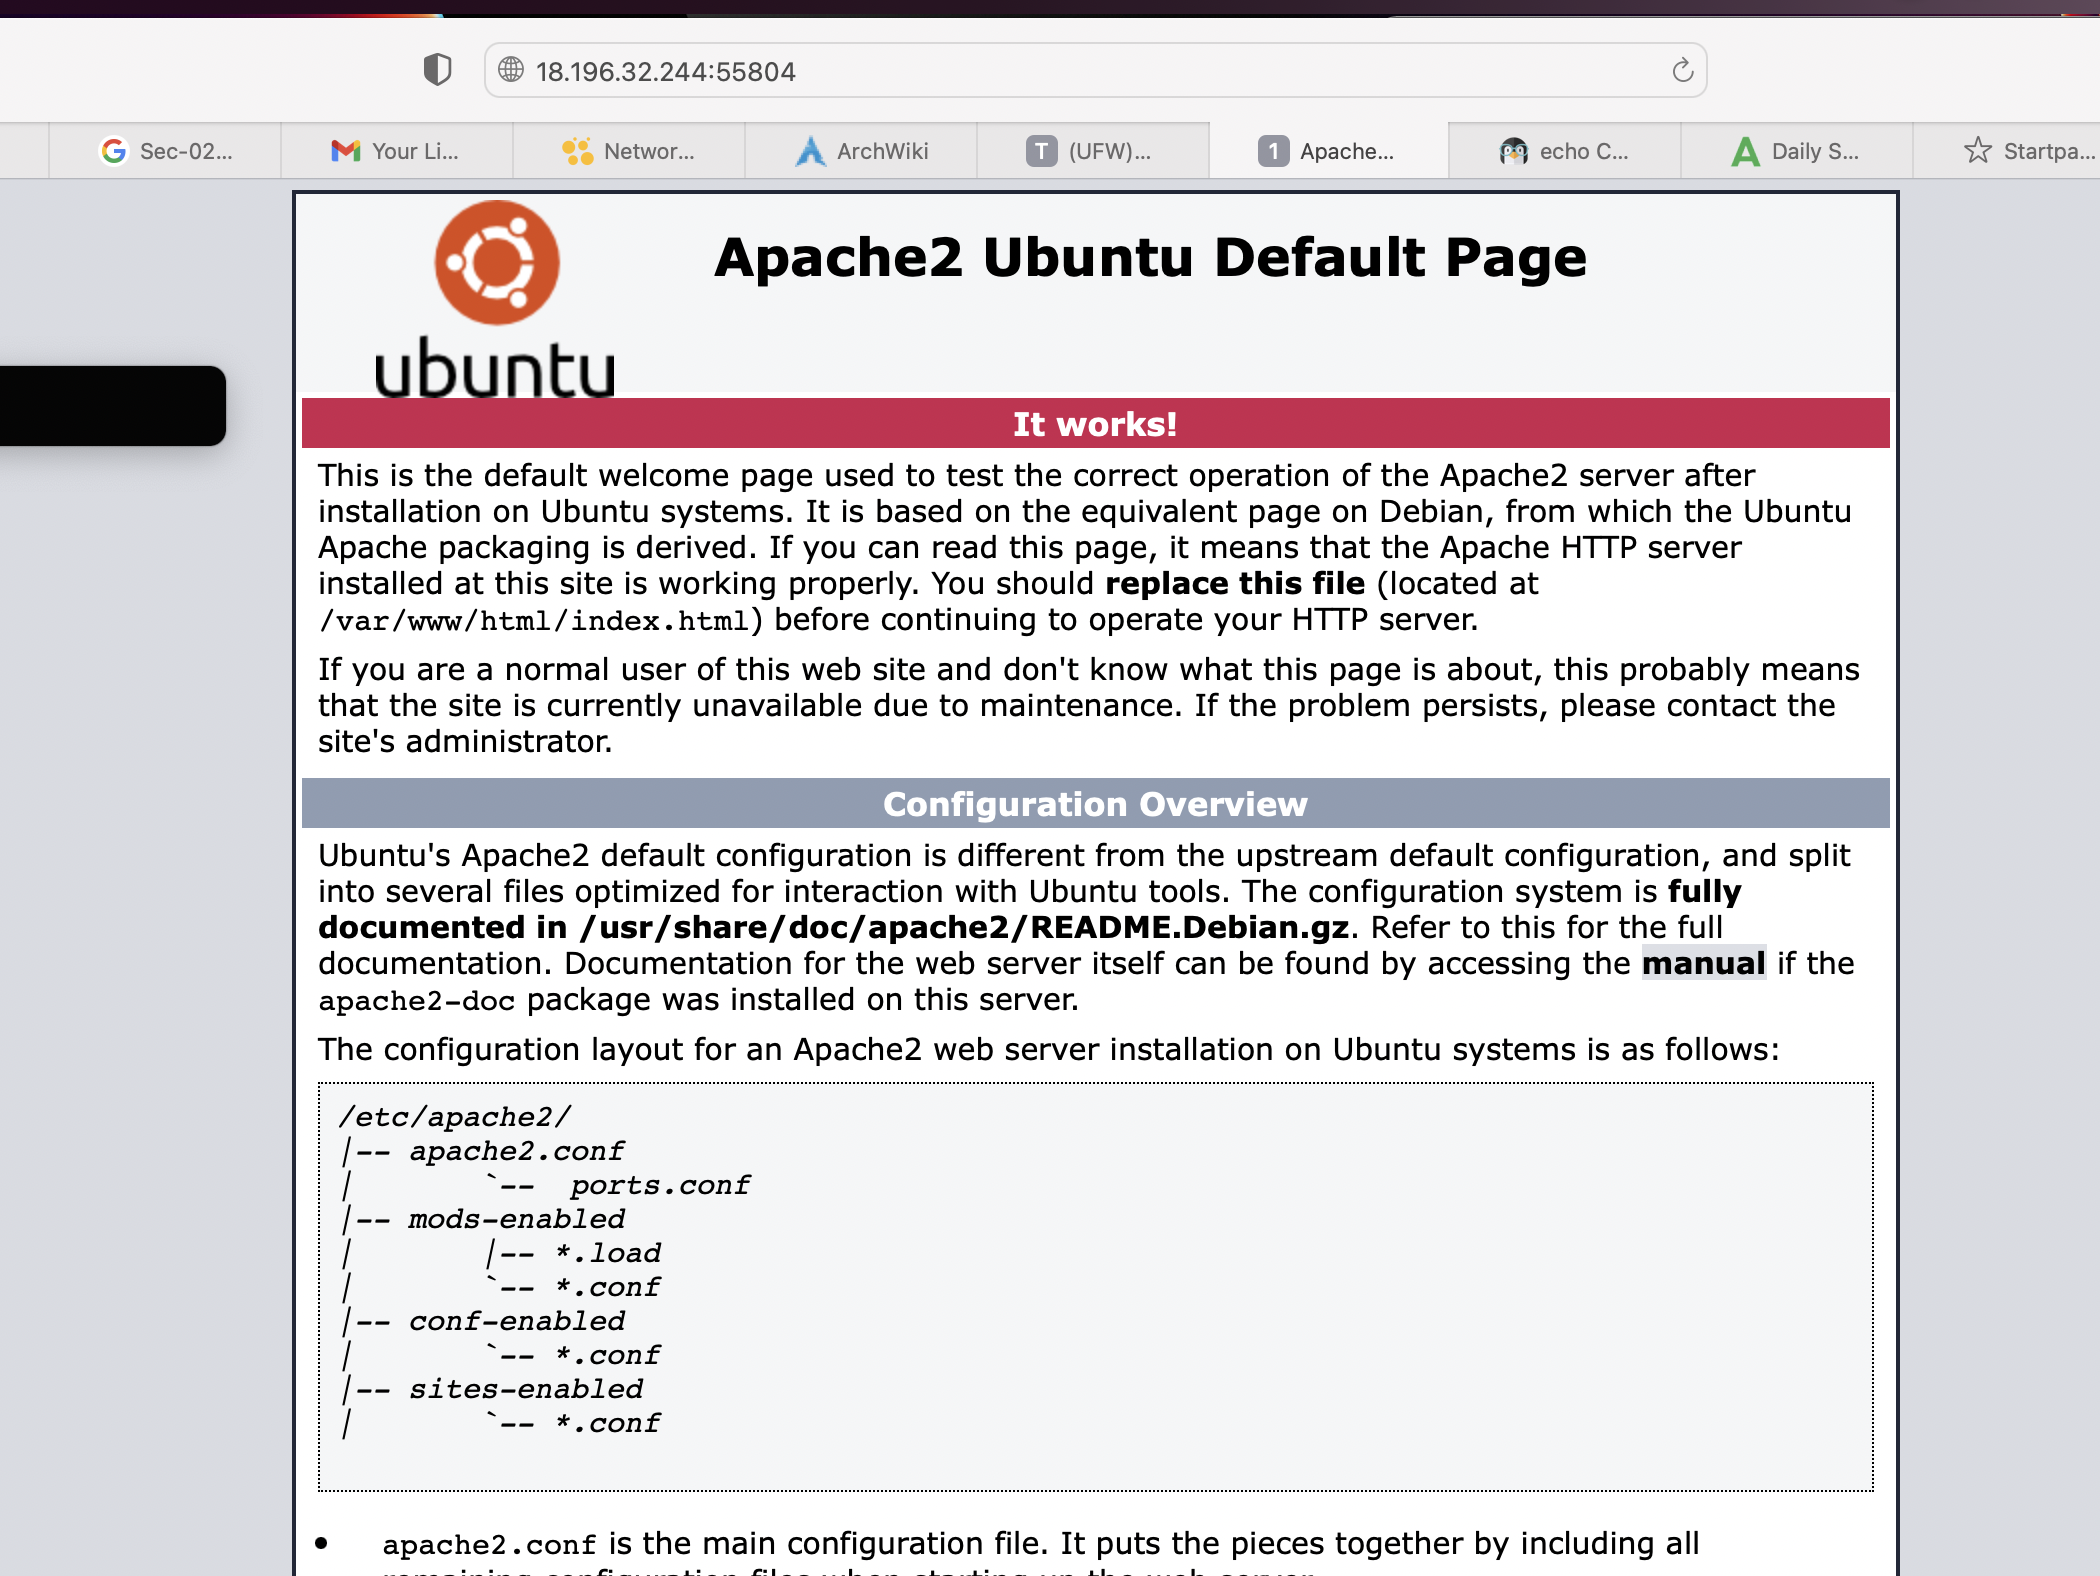 18.196.32.244:55804
Sec-02...
Your Li...
Networ...
ArchWiki
T (UFW)...
1 Apache...
echo C...
Daily S...
Startpa...
Apache2 Ubuntu Default Page
ubuntu
It works!
This is the default welcome page used to test the correct operation of the Apache2 server after
installation on Ubuntu systems. It is based on the equivalent page on Debian, from which the Ubuntu
Apache packaging is derived. If you can read this page, it means that the Apache HTTP server
installed at this site is working properly. You should replace this file (located at
/var/www/html/index.html) before continuing to operate your HTTP server.
If you are a normal user of this web site and don't know what this page is about, this probably means
that the site is currently unavailable due to maintenance. If the problem persists, please contact the
site's administrator.
Configuration Overview
Ubuntu's Apache2 default configuration is different from the upstream default configuration, and split
into several files optimized for interaction with Ubuntu tools. The configuration system is fully
documented in /usr/share/doc/apache2/README.Debian.gz. Refer to this for the full
documentation. Documentation for the web server itself can be found by accessing the manual if the
apache2-doc package was installed on this server.
The configuration layout for an Apache2 web server installation on Ubuntu systems is as follows:
/etc/apache2/
|-- apache2.conf
|       `--  ports.conf
|-- mods-enabled
|       |-- *.load
|       `-- *.conf
|-- conf-enabled
|       `-- *.conf
|-- sites-enabled
|       `-- *.conf
• apache2.conf is the main configuration file. It puts the pieces together by including all
remaining configuration files when starting up the web server.